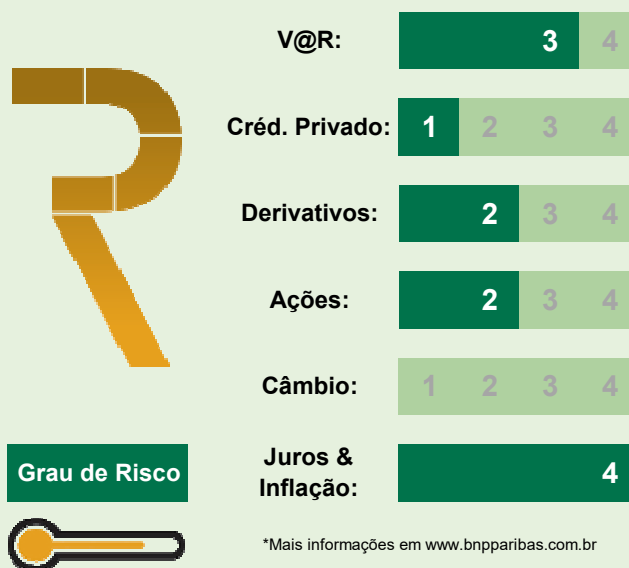 V@R: 3 4
Créd. Privado: 1 2 3 4
Derivativos: 2 3 4
Ações: 2 3 4
Câmbio: 1 2 3 4
Grau de Risco
Juros &
Inflação: 4
*Mais informações em www.bnpparibas.com.br